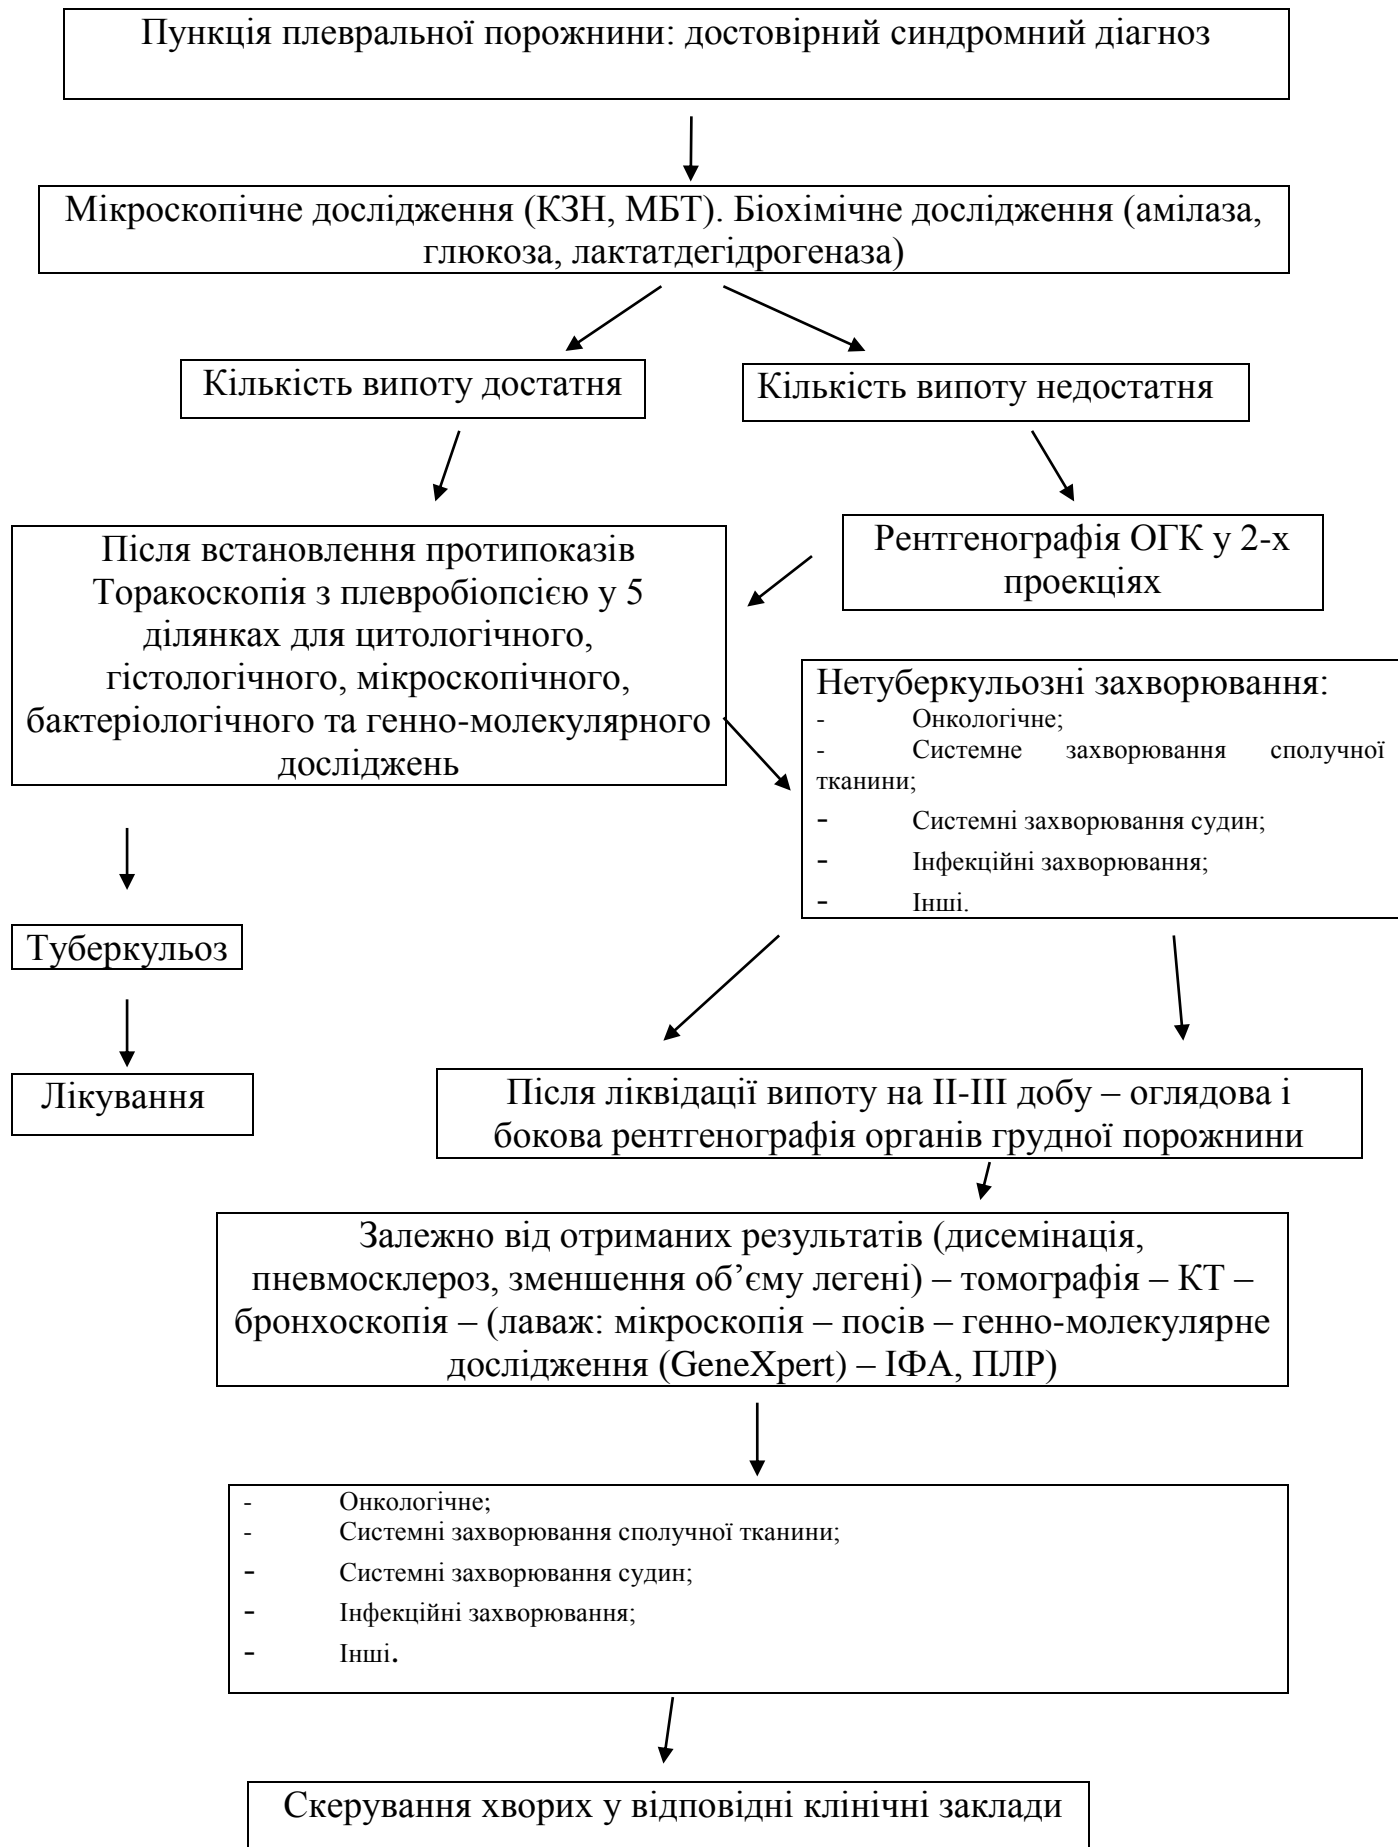 Пункція плевральної порожнини: достовірний синдромний діагноз
Мікроскопічне дослідження (КЗН, МБТ). Біохімічне дослідження (амілаза,
глюкоза, лактатдегідрогеназа)
Кількість випоту достатня
Кількість випоту недостатня
Після встановлення протипоказів
Торакоскопія з плевробіопсією у 5
ділянках для цитологічного,
гістологічного, мікроскопічного,
бактеріологічного та генно-молекулярного
досліджень
Рентгенографія ОГК у 2-х
проекціях
Нетуберкульозні захворювання:
- Онкологічне;
- Системне захворювання сполучної
тканини;
- Системні захворювання судин;
- Інфекційні захворювання;
- Інші.
Туберкульоз
Лікування
Після ліквідації випоту на II-III добу – оглядова і
бокова рентгенографія органів грудної порожнини
Залежно від отриманих результатів (дисемінація,
пневмосклероз, зменшення об’єму легені) – томографія – КТ –
бронхоскопія – (лаваж: мікроскопія – посів – генно-молекулярне
дослідження (GeneXpert) – ІФА, ПЛР)
- Онкологічне;
- Системні захворювання сполучної тканини;
- Системні захворювання судин;
- Інфекційні захворювання;
- Інші.
Скерування хворих у відповідні клінічні заклади